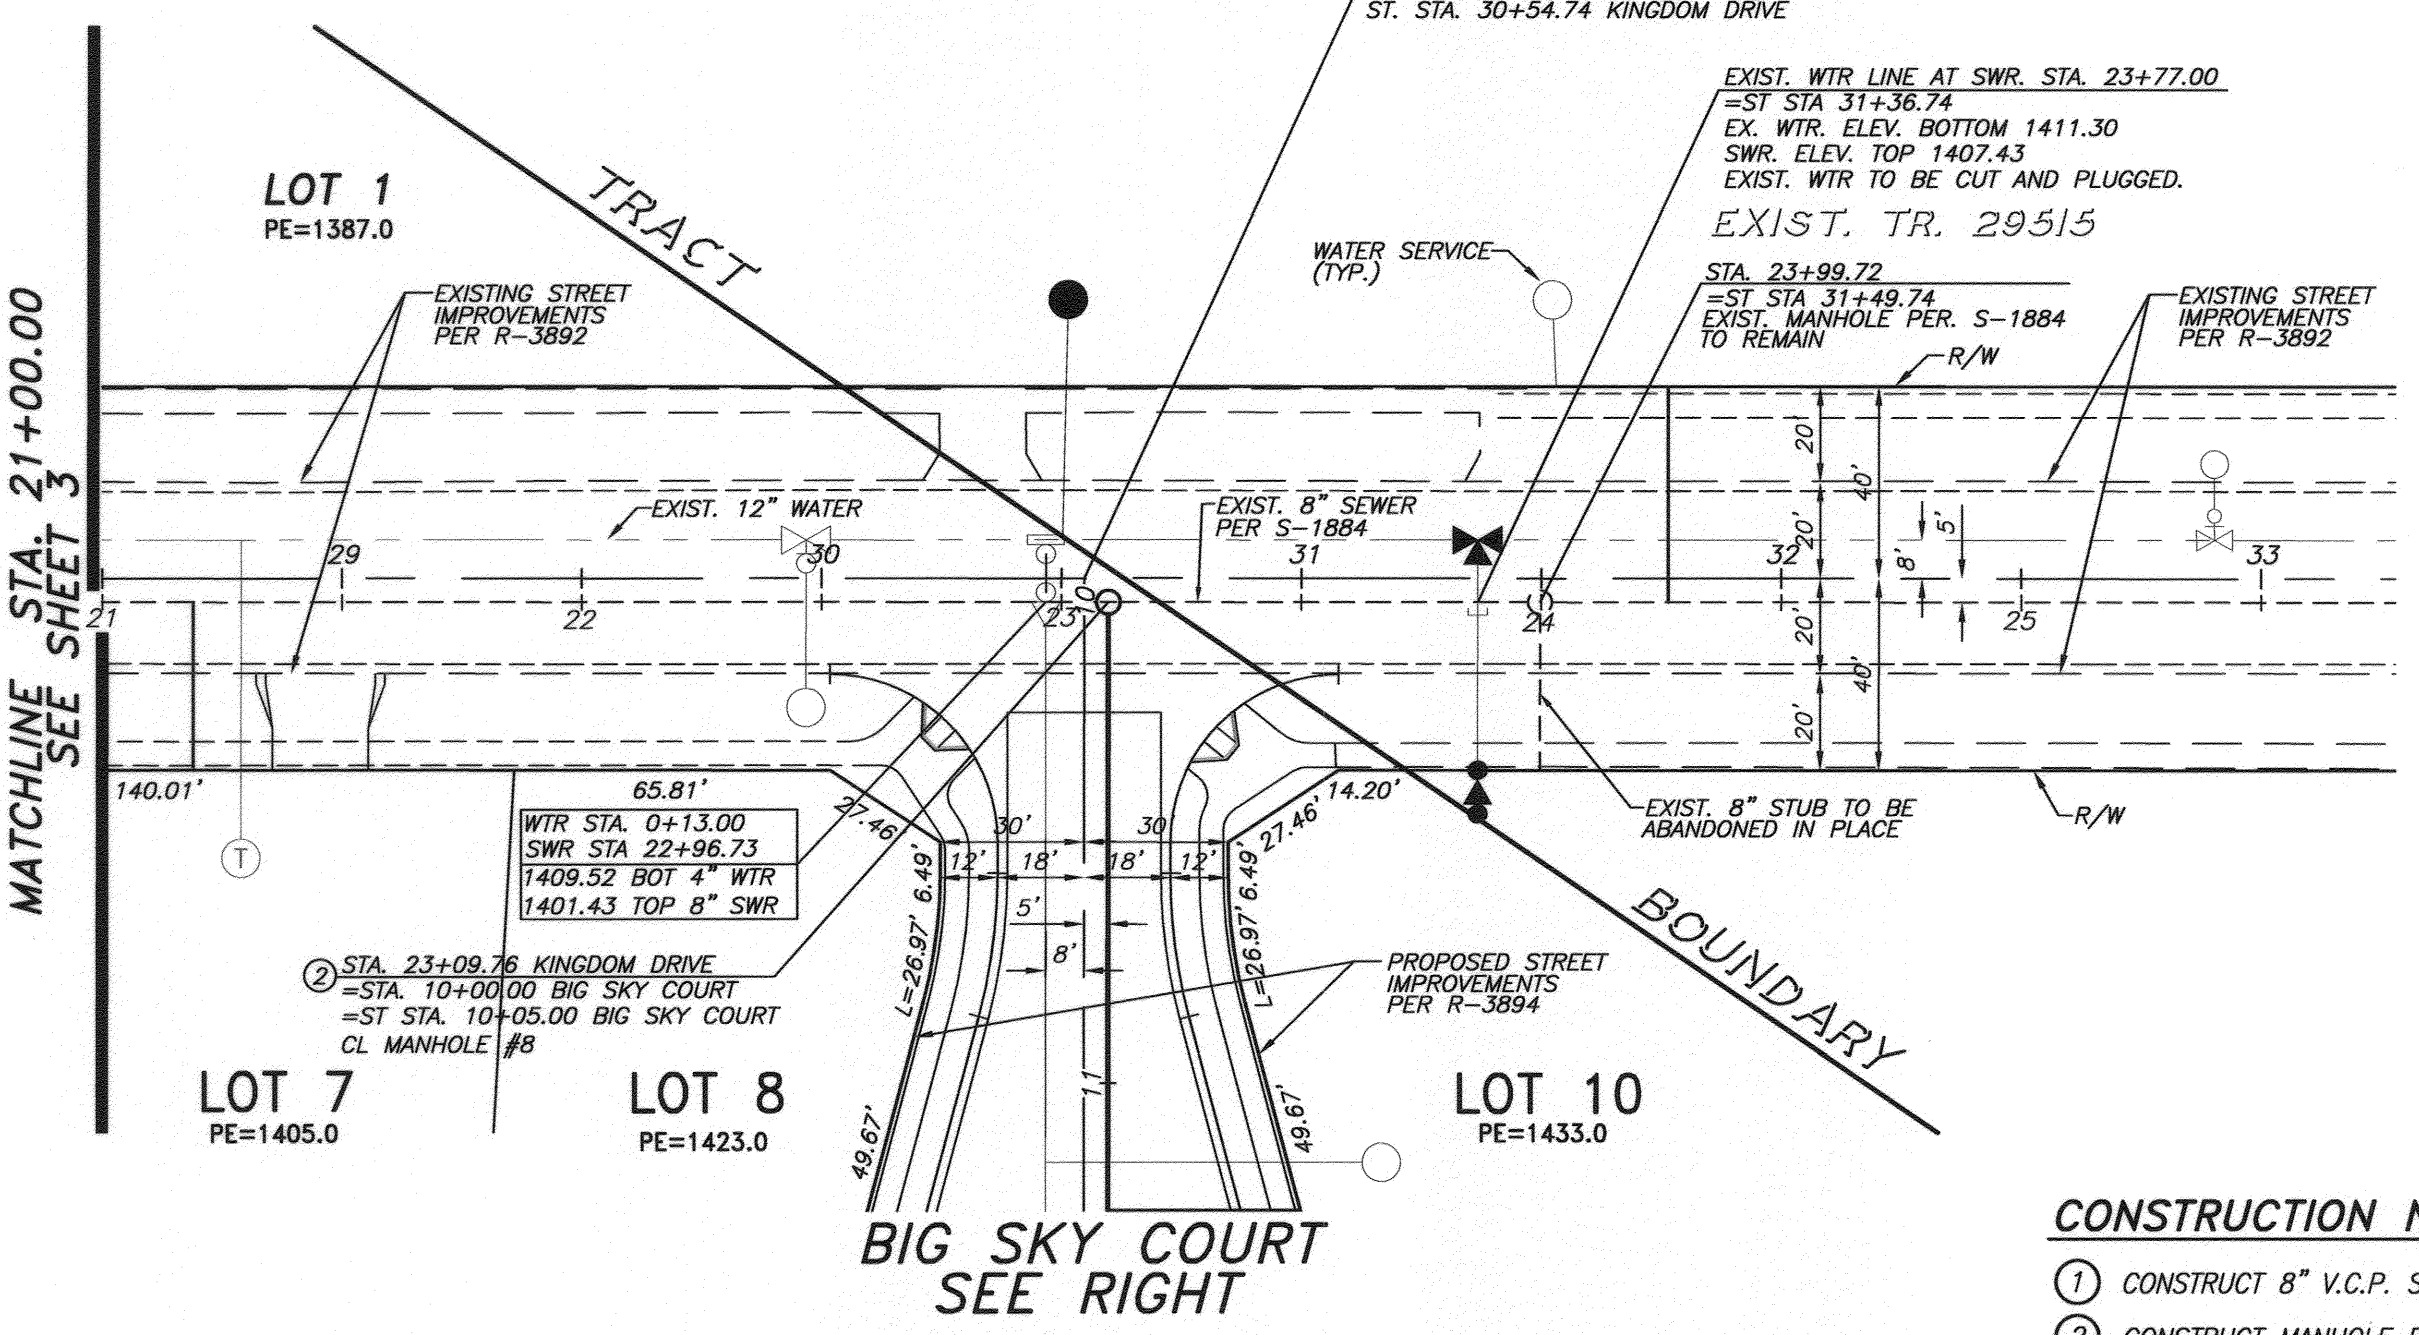 ST. STA. 30+54.74 KINGDOM DRIVE
EXIST. WTR LINE AT SWR. STA. 23+77.00
=ST STA 31+36.74
EX. WTR. ELEV. BOTTOM 1411.30
SWR. ELEV. TOP 1407.43
EXIST. WTR TO BE CUT AND PLUGGED.
EXIST. TR. 29515
LOT 1
PE=1387.0
TRACT
WATER SERVICE
(TYP.)
STA. 23+99.72
=ST STA 31+49.74
EXIST. MANHOLE PER. S-1884
TO REMAIN
EXISTING STREET
IMPROVEMENTS
PER R-3892
EXISTING STREET
IMPROVEMENTS
PER R-3892
R/W
MATCHLINE STA. 21+00.00
SEE SHEET 3
EXIST. 12" WATER
EXIST. 8" SEWER
PER S-1884
29
30
31
32
33
21
22
23
24
25
10
20'
20'
20'
20'
40'
40'
8'
5'
140.01'
65.81'
27.46'
14.20'
27.46'
WTR STA. 0+13.00
SWR STA 22+96.73
1409.52 BOT 4" WTR
1401.43 TOP 8" SWR
30'
30
12'
18'
18'
12'
6.49'
6.49'
L=26.97'
L=26.97'
5'
8'
EXIST. 8" STUB TO BE
ABANDONED IN PLACE
R/W
T
BOUNDARY
2
STA. 23+09.76 KINGDOM DRIVE
=STA. 10+00.00 BIG SKY COURT
=ST STA. 10+05.00 BIG SKY COURT
CL MANHOLE #8
PROPOSED STREET
IMPROVEMENTS
PER R-3894
LOT 7
PE=1405.0
LOT 8
PE=1423.0
LOT 10
PE=1433.0
11
49.67'
49.67'
BIG SKY COURT
SEE RIGHT
CONSTRUCTION
1 CONSTRUCT 8" V.C.P.
2 CONSTRUCT MANHOLE